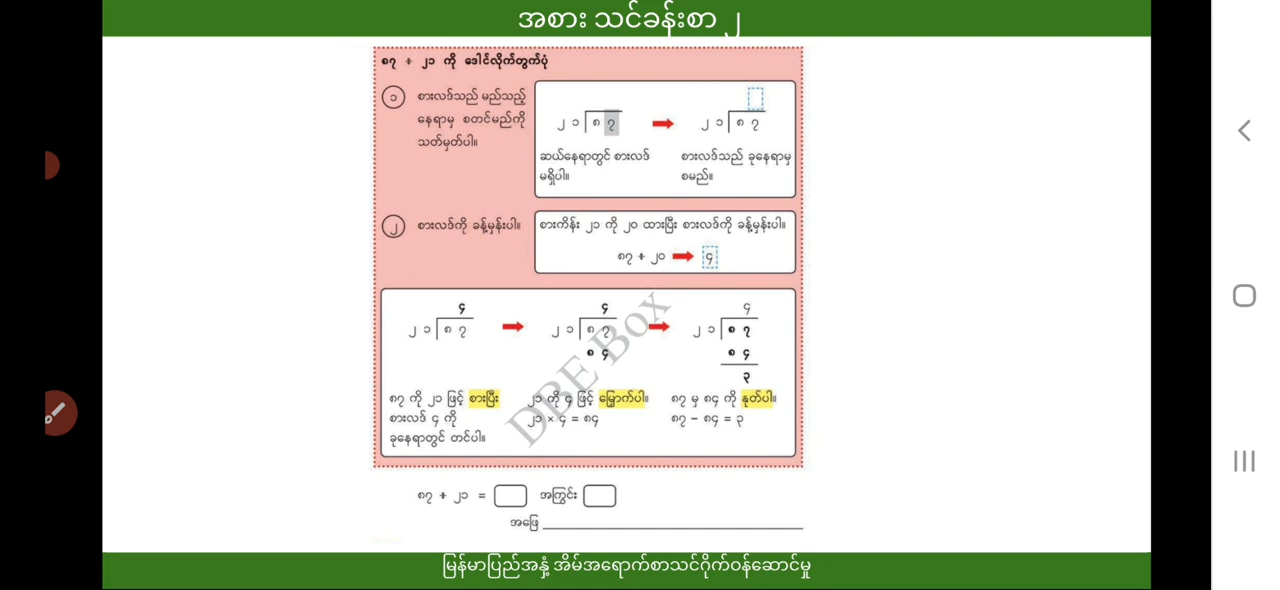 အစား သင်ခန်းစာ ၂
၈၇ ÷ ၂၁ ကို ဒေါင်လိုက်တွက်ပုံ
၁ စားလဒ်သည် မည်သည့်
နေရာမှ စတင်မည်ကို
သတ်မှတ်ပါ။
၂ ၁ ၈ ၇ ၂ ၁ ၈ ၇
ဆယ်နေရာတွင် စားလဒ် စားလဒ်သည် ခုနေရာမှ
မရှိပါ။ စမည်။
၂ စားလဒ်ကို ခန့်မှန်းပါ။
စားကိန်း ၂၁ ကို ၂၀ ထားပြီး စားလဒ်ကို ခန့်မှန်းပါ။
၈၇ ÷ ၂၀ ၄
၄ ၄ ၄
၂ ၁ ၈ ၇ ၂ ၁ ၈ ၇ ၂ ၁ ၈ ၇
၈ ၄ ၈ ၄
၃
၈၇ ကို ၂၁ ဖြင့် စားပြီး ၂၁ ကို ၄ ဖြင့် မြှောက်ပါ။ ၈၇ မှ ၈၄ ကို နုတ်ပါ။
စားလဒ် ၄ ကို ၂၁ × ၄ = ၈၄ ၈၇ − ၈၄ = ၃
ခုနေရာတွင် တင်ပါ။
DBE Box
၈၇ ÷ ၂၁ = အကြွင်း
အဖြေ
မြန်မာပြည်အနှံ့ အိမ်အရောက်စာသင်ဂိုက်ဝန်ဆောင်မှု